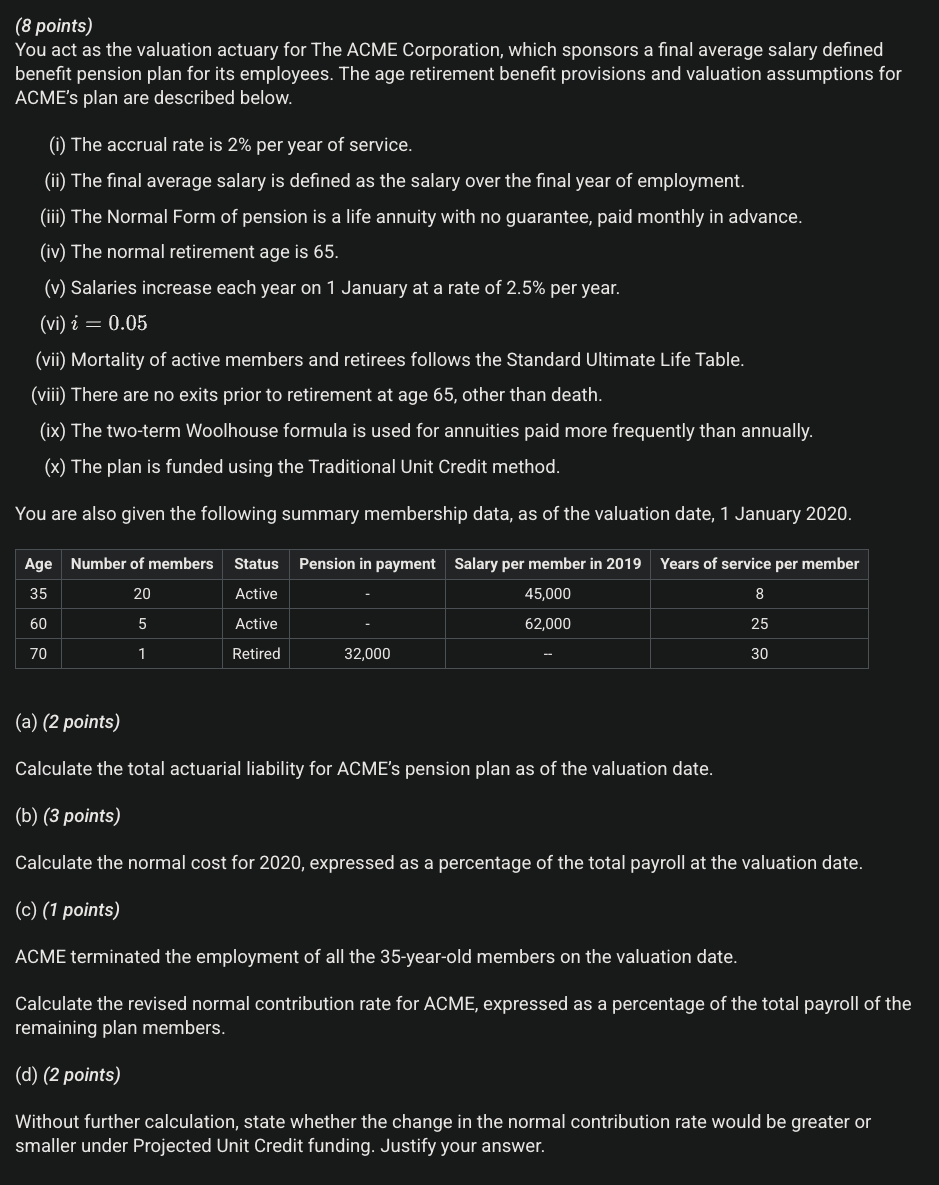 (8 points)
You act as the valuation actuary for The ACME Corporation, which sponsors a final average salary defined
benefit pension plan for its employees. The age retirement benefit provisions and valuation assumptions for
ACME’s plan are described below.
(i) The accrual rate is 2% per year of service.
(ii) The final average salary is defined as the salary over the final year of employment.
(iii) The Normal Form of pension is a life annuity with no guarantee, paid monthly in advance.
(iv) The normal retirement age is 65.
(v) Salaries increase each year on 1 January at a rate of 2.5% per year.
(vi) i = 0.05
(vii) Mortality of active members and retirees follows the Standard Ultimate Life Table.
(viii) There are no exits prior to retirement at age 65, other than death.
(ix) The two-term Woolhouse formula is used for annuities paid more frequently than annually.
(x) The plan is funded using the Traditional Unit Credit method.
You are also given the following summary membership data, as of the valuation date, 1 January 2020.
Age Number of members Status Pension in payment Salary per member in 2019 Years of service per member
35 20 Active - 45,000 8
60 5 Active - 62,000 25
70 1 Retired 32,000 -- 30
(a) (2 points)
Calculate the total actuarial liability for ACME’s pension plan as of the valuation date.
(b) (3 points)
Calculate the normal cost for 2020, expressed as a percentage of the total payroll at the valuation date.
(c) (1 points)
ACME terminated the employment of all the 35-year-old members on the valuation date.
Calculate the revised normal contribution rate for ACME, expressed as a percentage of the total payroll of the
remaining plan members.
(d) (2 points)
Without further calculation, state whether the change in the normal contribution rate would be greater or
smaller under Projected Unit Credit funding. Justify your answer.